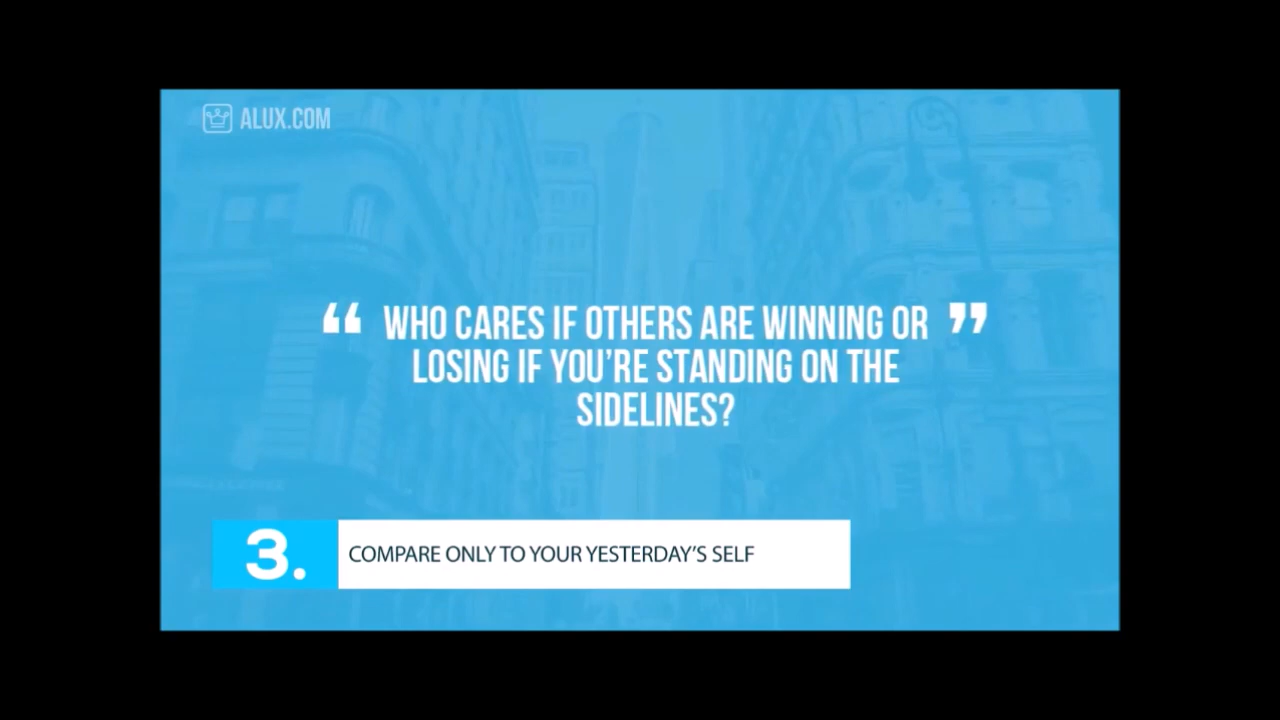 ALUX.COM
“ WHO CARES IF OTHERS ARE WINNING OR ”
LOSING IF YOU’RE STANDING ON THE
SIDELINES?
3. COMPARE ONLY TO YOUR YESTERDAY’S SELF